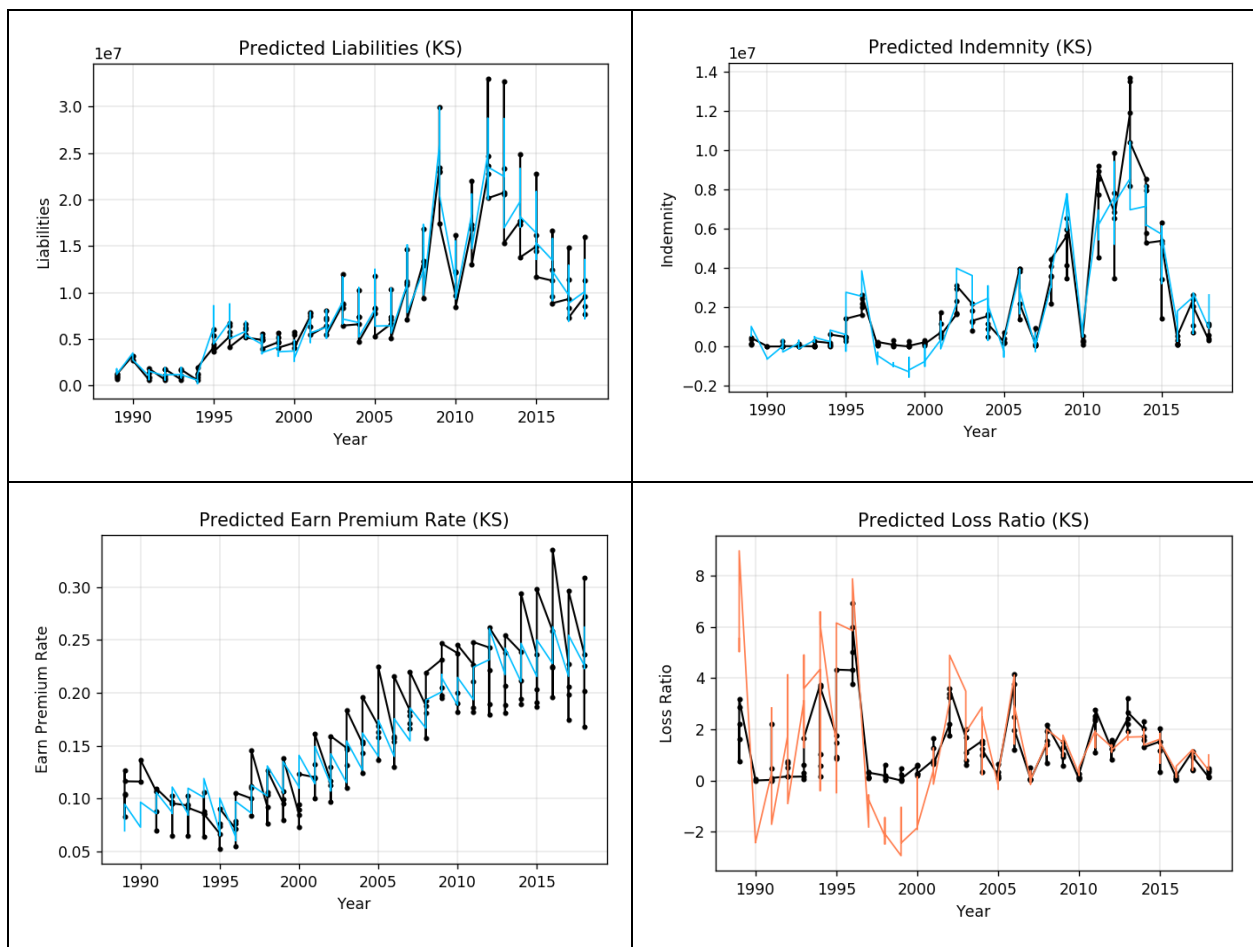 Predicted Liabilities (KS)
1e7
3.0
2.5
2.0
1.5
1.0
0.5
0.0
Liabilities
1990 1995 2000 2005 2010 2015
Year
Predicted Indemnity (KS)
1e7
1.4
1.2
1.0
0.8
0.6
0.4
0.2
0.0
−0.2
Indemnity
1990 1995 2000 2005 2010 2015
Year
Predicted Earn Premium Rate (KS)
0.30
0.25
0.20
0.15
0.10
0.05
Earn Premium Rate
1990 1995 2000 2005 2010 2015
Year
Predicted Loss Ratio (KS)
8
6
4
2
0
−2
Loss Ratio
1990 1995 2000 2005 2010 2015
Year